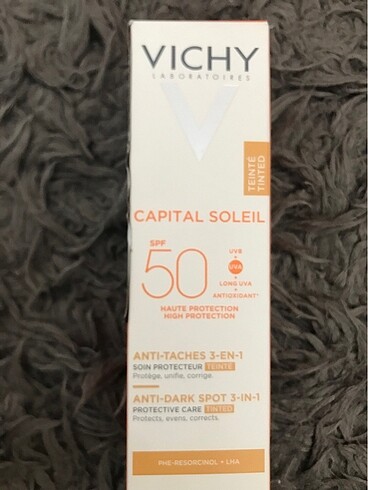 VICHY
LABORATOIRES
TEINTÉ
TINTED
CAPITAL SOLEIL
SPF
50
UVB
+
UVA
+
LONG UVA
+
ANTIOXIDANT*
HAUTE PROTECTION
HIGH PROTECTION
ANTI-TACHES 3-EN-1
SOIN PROTECTEUR TEINTÉ
Protège, unifie, corrige.
ANTI-DARK SPOT 3-IN-1
PROTECTIVE CARE TINTED
Protects, evens, corrects.
PHE-RESORCINOL + LHA